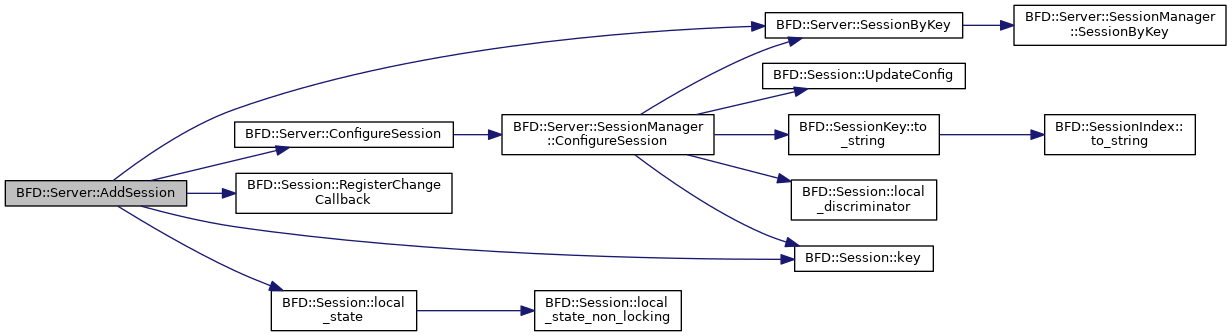 BFD::Server::SessionByKey
BFD::Server::SessionManager
::SessionByKey
BFD::Session::UpdateConfig
BFD::Server::ConfigureSession
BFD::Server::SessionManager
::ConfigureSession
BFD::SessionKey::to
_string
BFD::SessionIndex::
to_string
BFD::Server::AddSession
BFD::Session::RegisterChange
Callback
BFD::Session::local
_discriminator
BFD::Session::key
BFD::Session::local
_state
BFD::Session::local
_state_non_locking